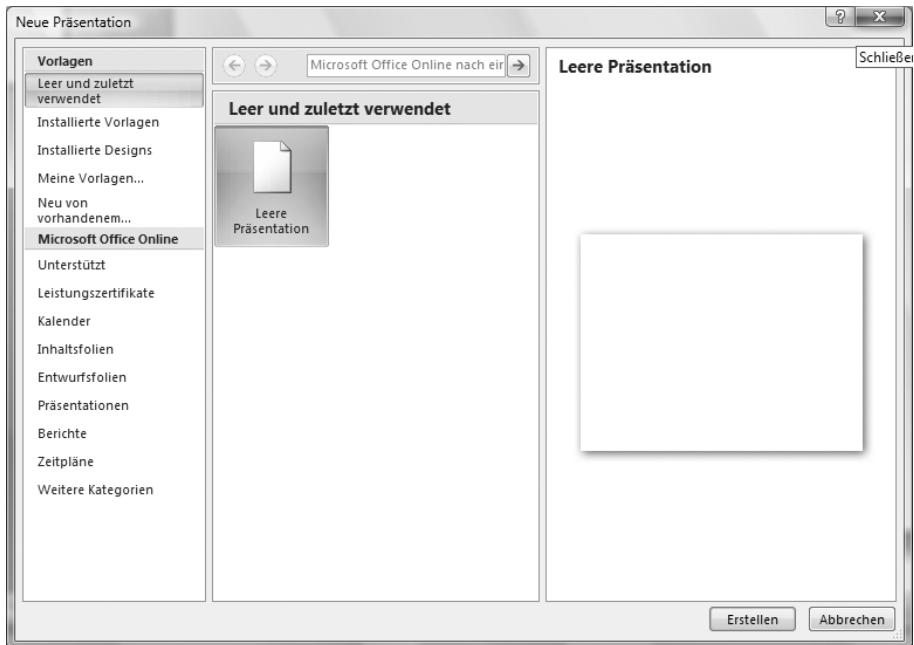 Neue Präsentation
Schließen
Vorlagen
Leer und zuletzt
verwendet
Installierte Vorlagen
Installierte Designs
Meine Vorlagen...
Neu von
vorhandenem...
Microsoft Office Online
Unterstützt
Leistungszertifikate
Kalender
Inhaltsfolien
Entwurfsfolien
Präsentationen
Berichte
Zeitpläne
Weitere Kategorien
Microsoft Office Online nach ein
Leer und zuletzt verwendet
Leere
Präsentation
Leere Präsentation
Erstellen
Abbrechen